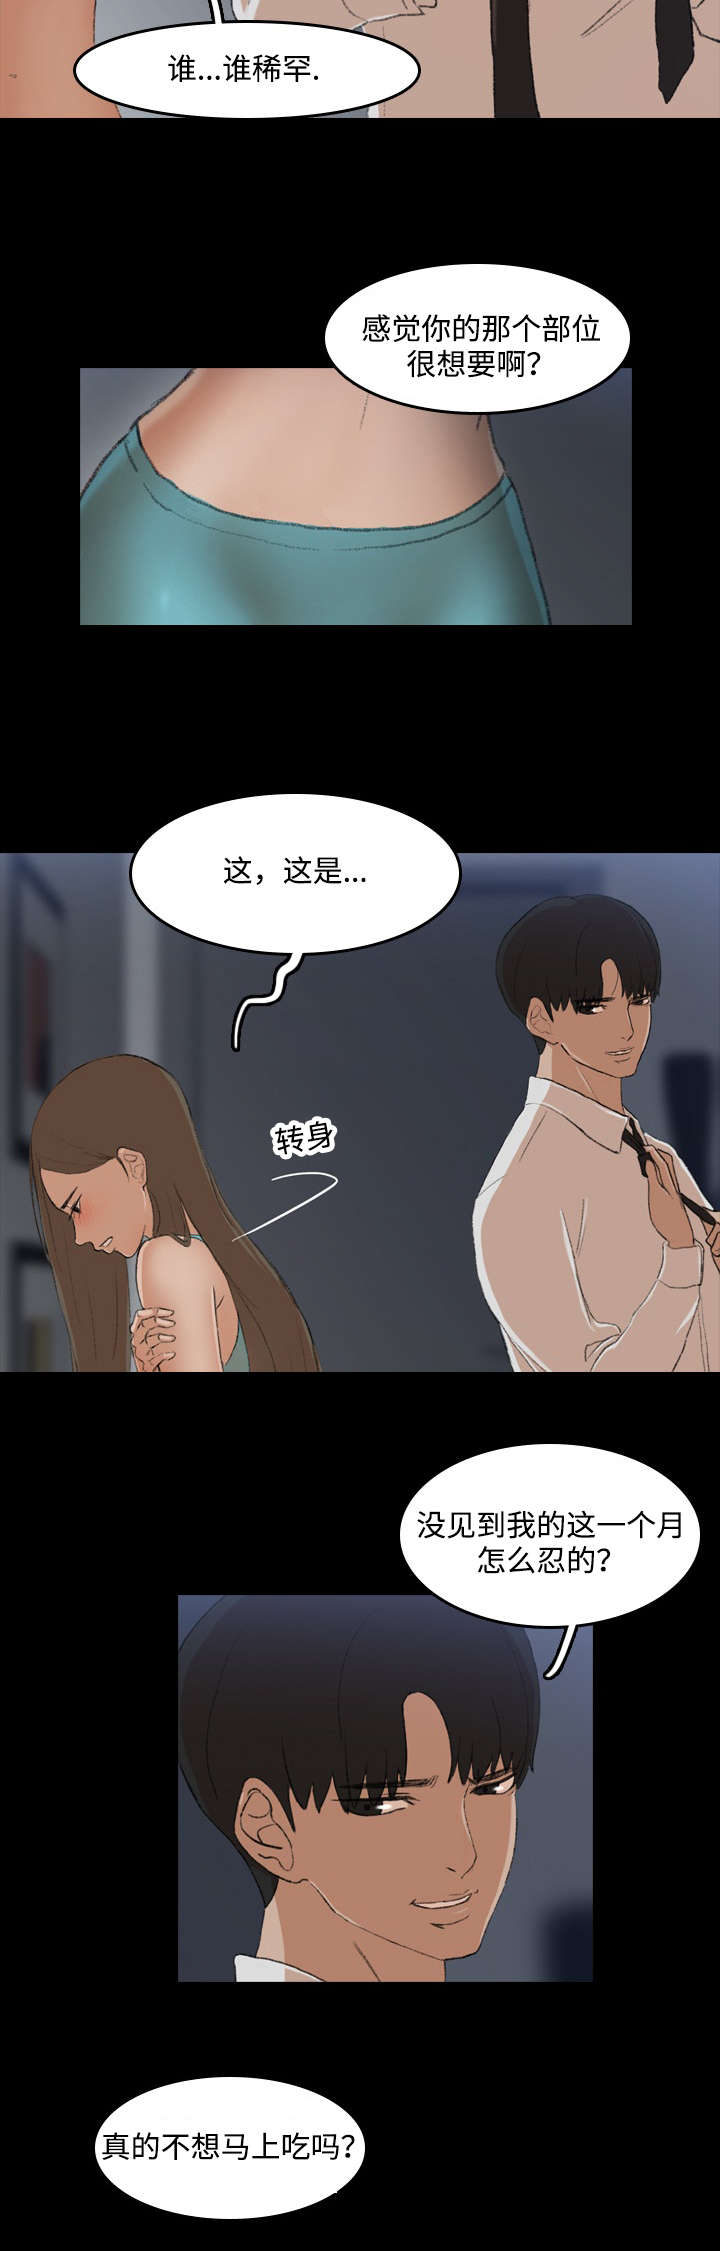 谁...谁稀罕.
感觉你的那个部位
很想要啊？
这，这是...
转身
没见到我的这一个月
怎么忍的？
真的不想马上吃吗？